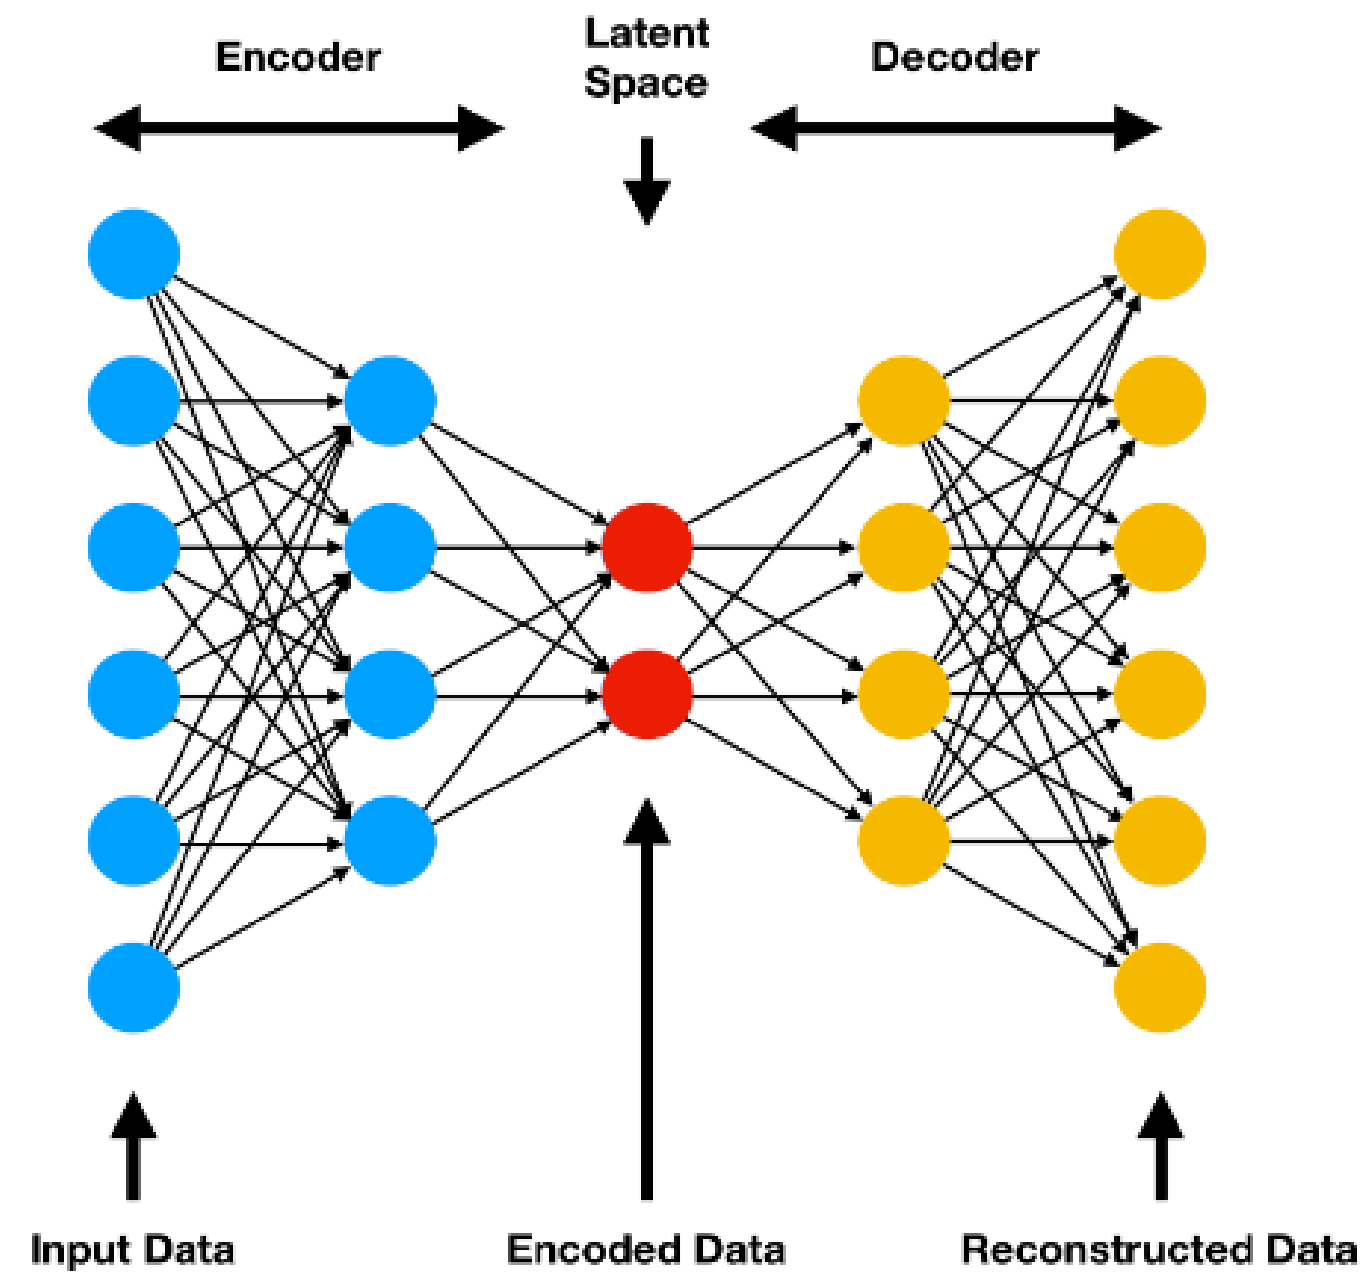 Encoder
Latent
Space
Decoder
Input Data
Encoded Data
Reconstructed Data